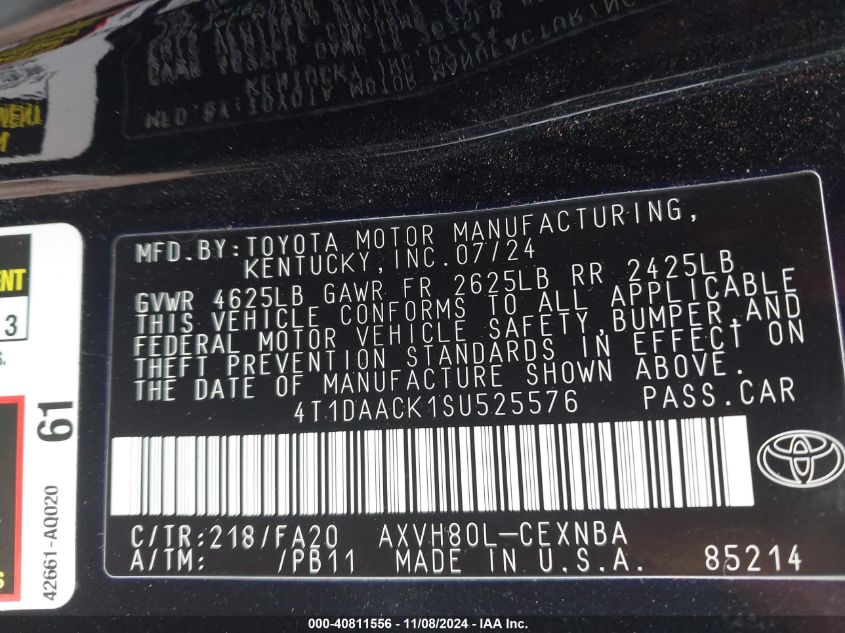 MFD.BY:TOYOTA MOTOR MANUFACTURING,
KENTUCKY,INC.07/24
GVWR 4625LB GAWR FR 2625LB RR 2425LB
THIS VEHICLE CONFORMS TO ALL APPLICABLE
FEDERAL MOTOR VEHICLE SAFETY,BUMPER,AND
THEFT PREVENTION STANDARDS IN EFFECT ON
THE DATE OF MANUFACTURE SHOWN ABOVE.
4T1DAACK1SU525576 PASS.CAR
C/TR:218/FA20 AXVH80L-CEXNBA
A/TM: /PB11 MADE IN U.S.A. 85214
61
42661-AQ020
3
000-40811556 | 11/08/2024 | IAA Inc.